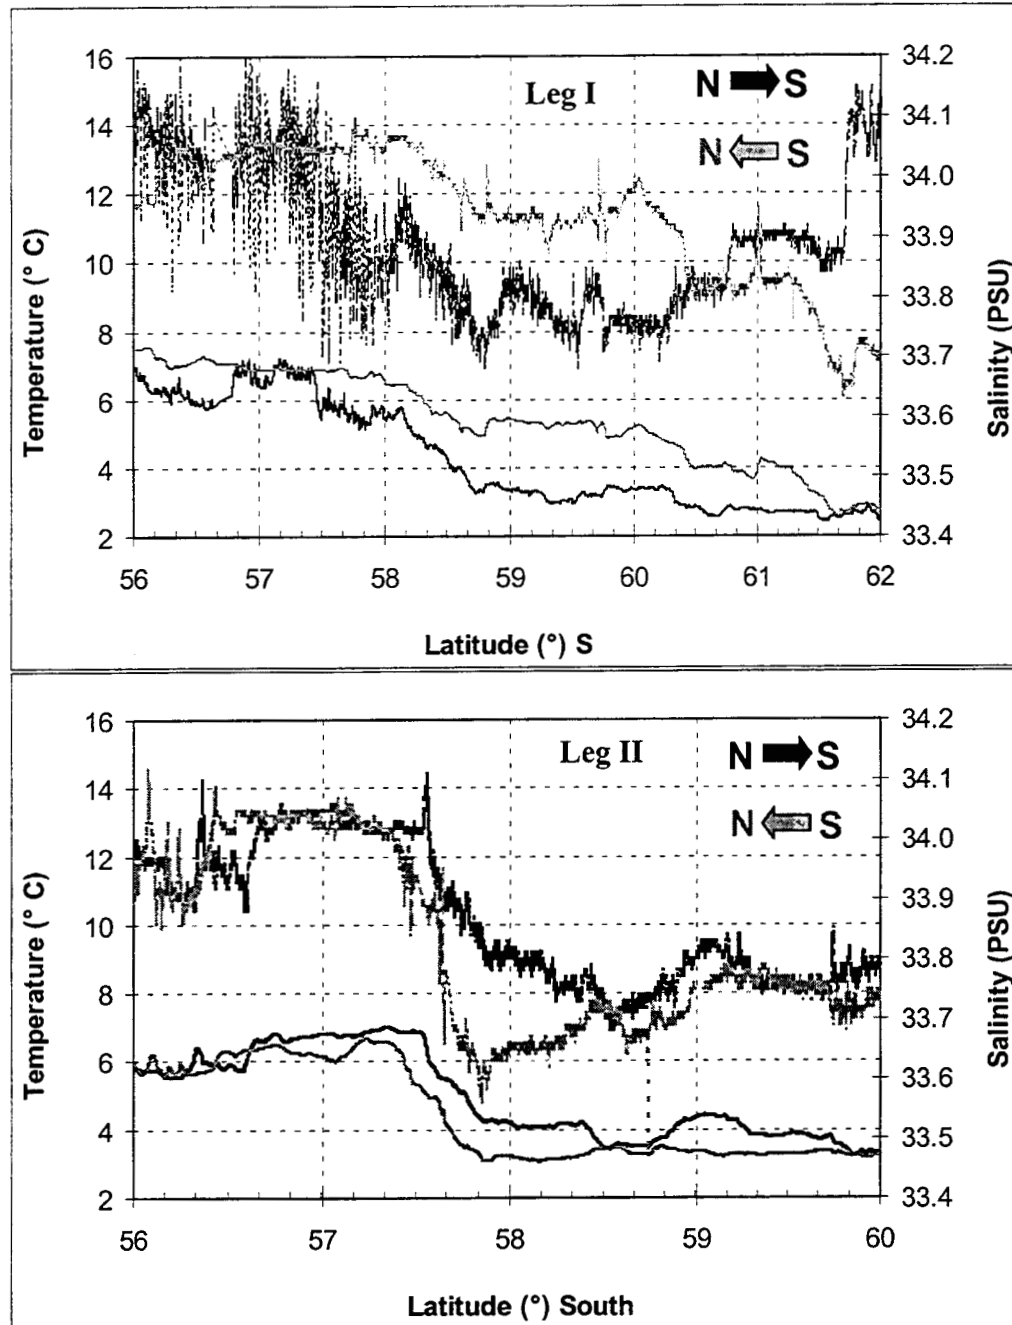 Leg I
N S
N S
16
14
12
10
8
6
4
2
Temperature (° C)
34.2
34.1
34.0
33.9
33.8
33.7
33.6
33.5
33.4
Salinity (PSU)
56 57 58 59 60 61 62
Latitude (°) S
Leg II
N S
N S
16
14
12
10
8
6
4
2
Temperature (° C)
34.2
34.1
34.0
33.9
33.8
33.7
33.6
33.5
33.4
Salinity (PSU)
56 57 58 59 60
Latitude (°) South